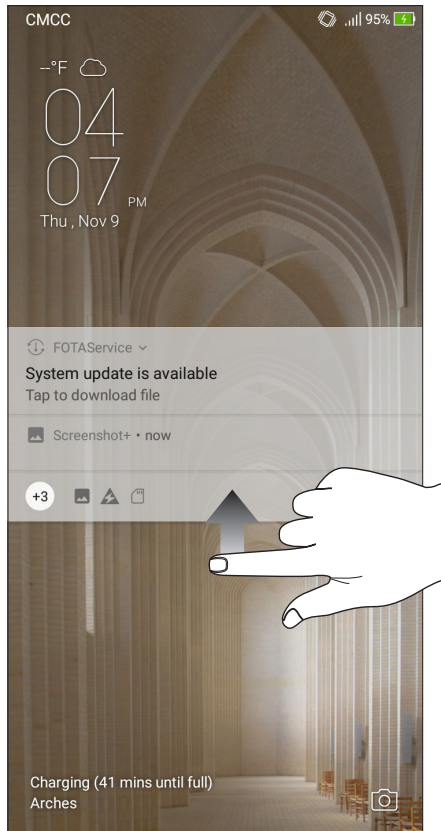 CMCC 95%
--°F
04
07 PM
Thu , Nov 9
FOTAService
System update is available
Tap to download file
Screenshot+ • now
+3
Charging (41 mins until full)
Arches